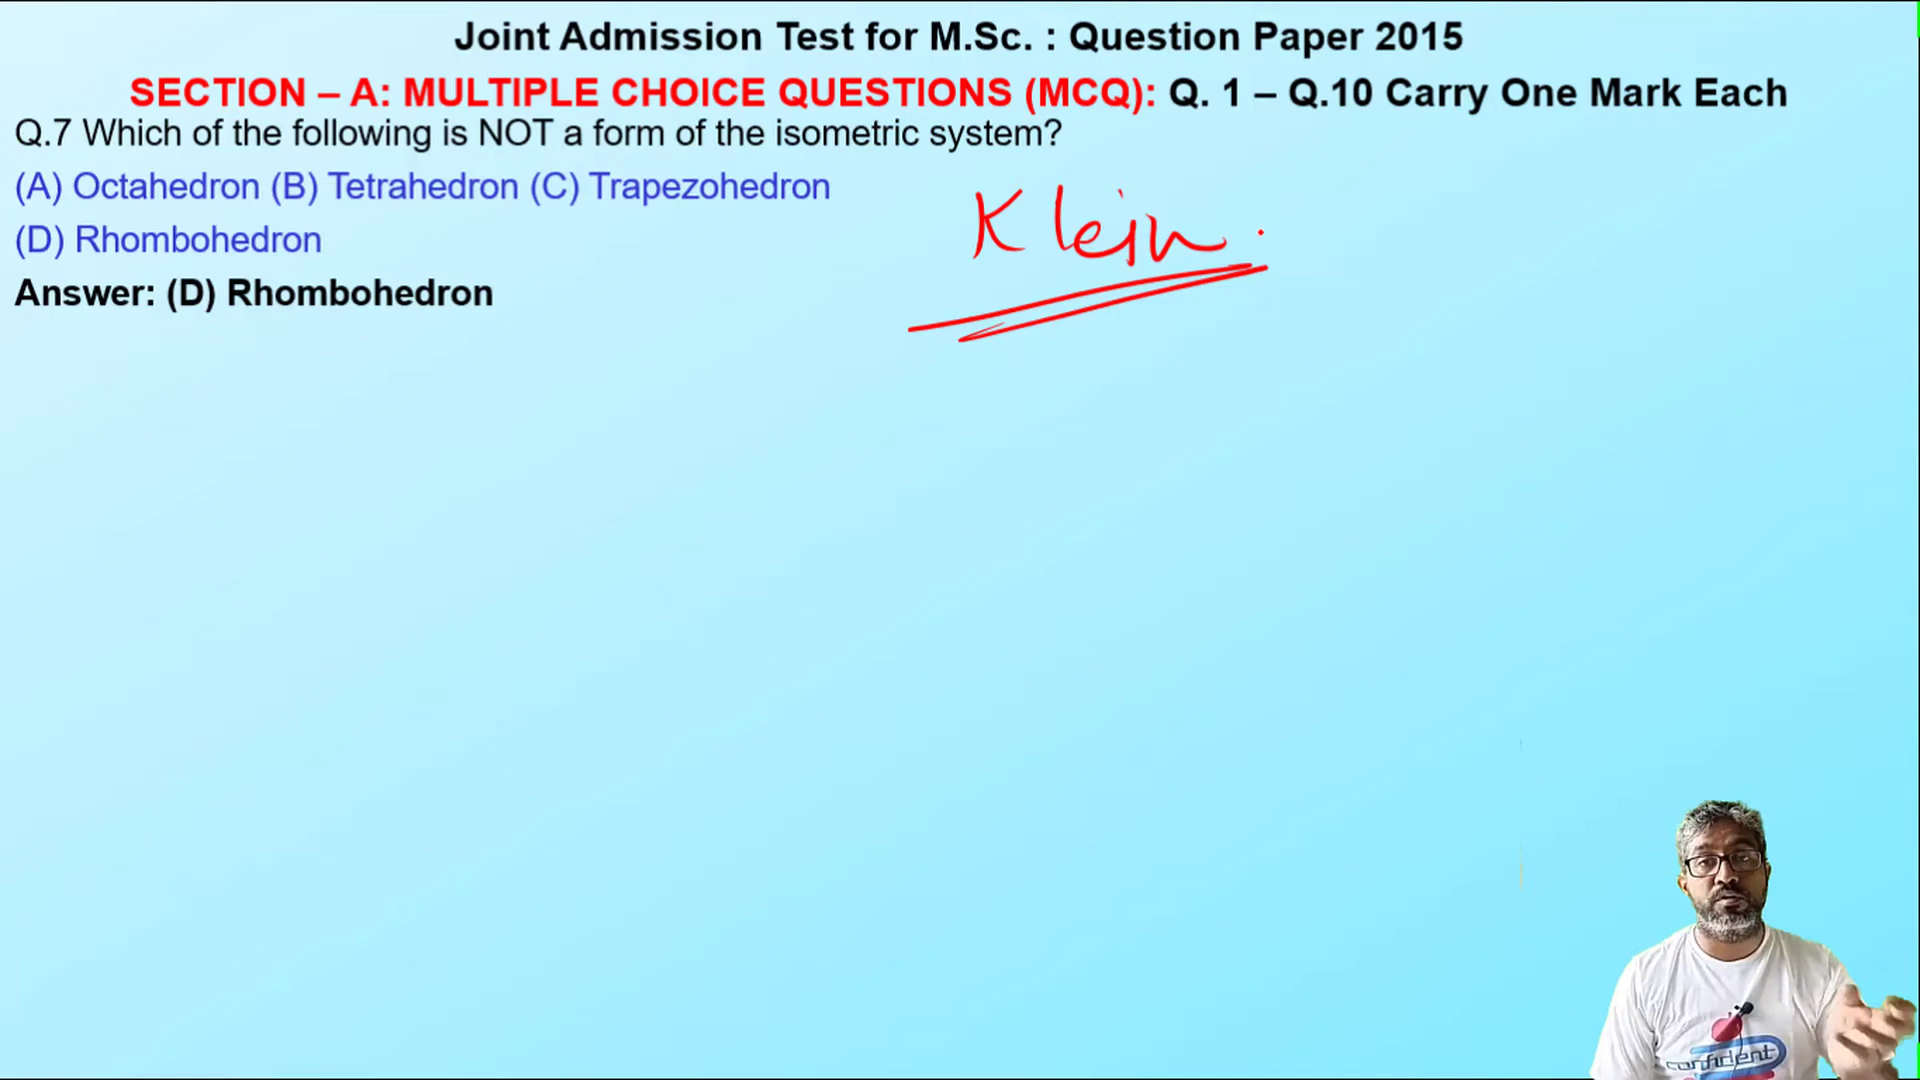 Joint Admission Test for M.Sc. : Question Paper 2015
SECTION – A: MULTIPLE CHOICE QUESTIONS (MCQ): Q. 1 – Q.10 Carry One Mark Each
Q.7 Which of the following is NOT a form of the isometric system?
(A) Octahedron (B) Tetrahedron (C) Trapezohedron
Klein.
(D) Rhombohedron
Answer: (D) Rhombohedron
confident